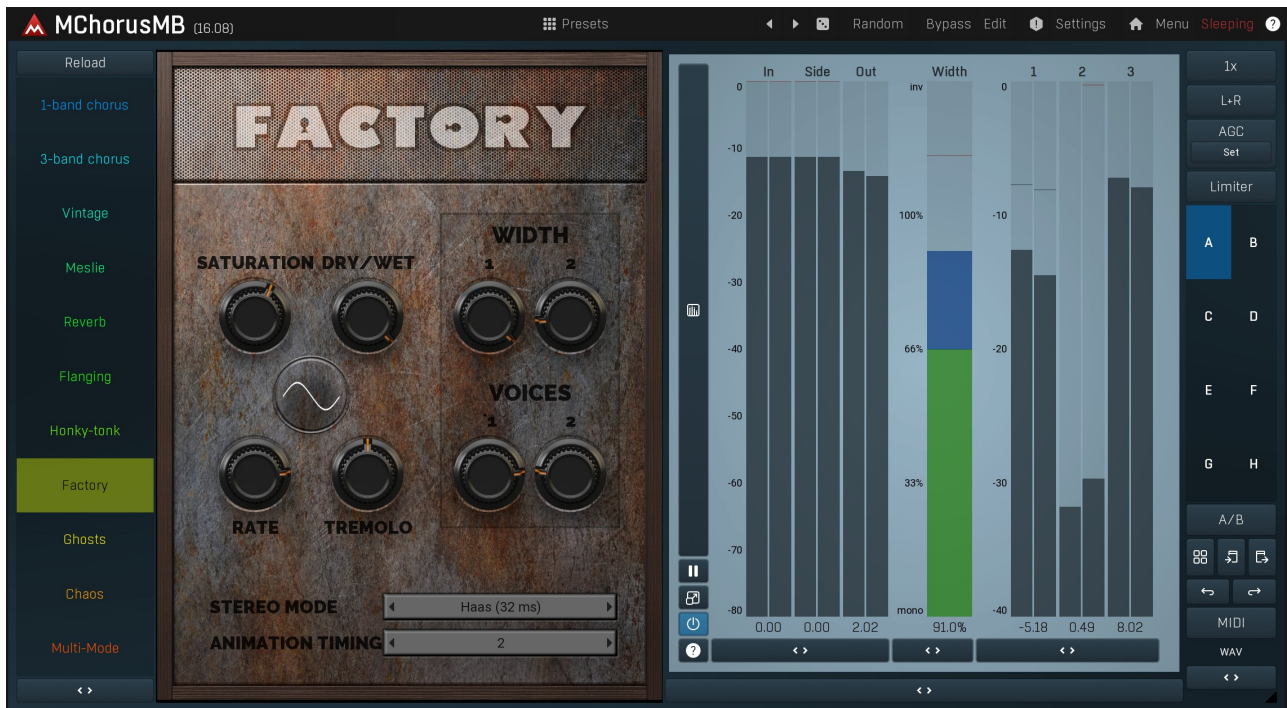 MChorusMB (16.08)
Presets
Random
Bypass
Edit
Settings
Menu
Sleeping
?
Reload
1-band chorus
3-band chorus
Vintage
Meslie
Reverb
Flanging
Honky-tonk
Factory
Ghosts
Chaos
Multi-Mode
FACTORY
SATURATION DRY/WET
WIDTH
1 2
VOICES
1 2
RATE TREMOLO
STEREO MODE Haas (32 ms)
ANIMATION TIMING 2
In Side Out Width 1 2 3
0 inv 0
-10
-20 100% -10
-30
-40 66% -20
-50
-60 33% -30
-70
-80 mono -40
0.00 0.00 2.02 91.0% -5.18 0.49 8.02
?
1x
L+R
AGC
Set
Limiter
A B
C D
E F
G H
A/B
MIDI
WAV